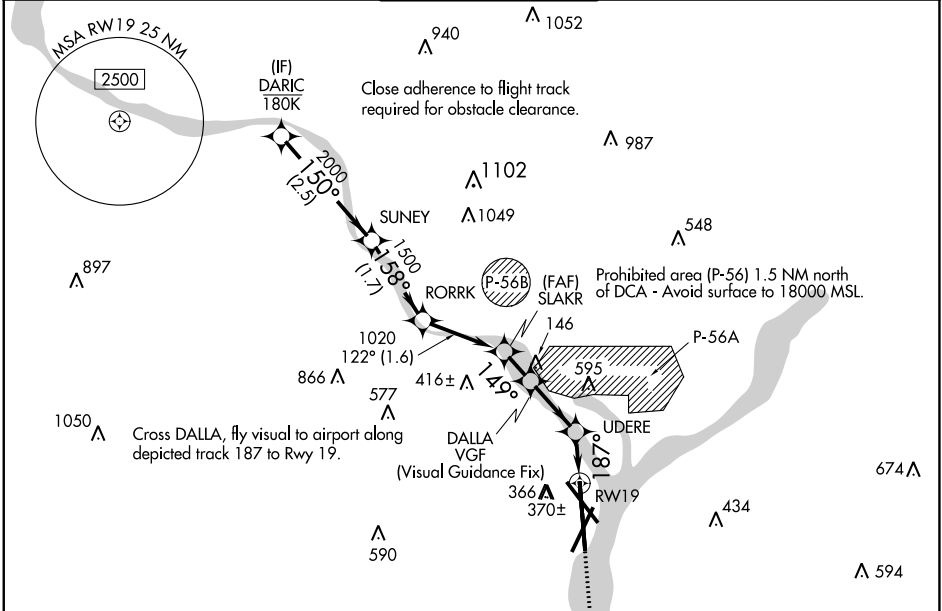 1052
940
MSA RW19 25 NM
2500
(IF)
DARIC
180K
Close adherence to flight track
required for obstacle clearance.
987
2000
150°
(2.5)
1102
1049
SUNEY
548
1500
158°
(1.7)
897
P-56B
(FAF)
SLAKR
Prohibited area (P-56) 1.5 NM north
of DCA - Avoid surface to 18000 MSL.
RORRK
146
1020
122° (1.6)
P-56A
866
416±
149°
595
577
1050
Cross DALLA, fly visual to airport along
depicted track 187 to Rwy 19.
DALLA
VGF
(Visual Guidance Fix)
UDERE
187°
674
366
370±
RW19
434
590
594